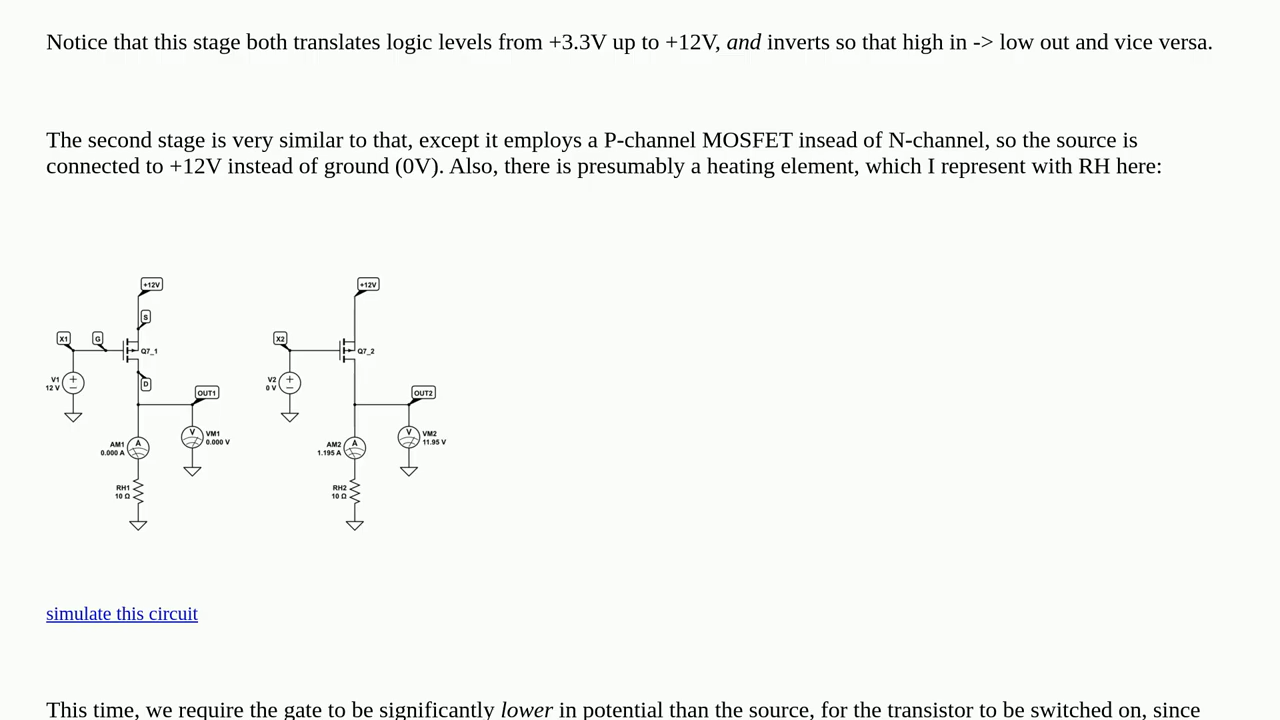 Notice that this stage both translates logic levels from +3.3V up to +12V, and inverts so that high in -> low out and vice versa.
The second stage is very similar to that, except it employs a P-channel MOSFET insead of N-channel, so the source is
connected to +12V instead of ground (0V). Also, there is presumably a heating element, which I represent with RH here:
+12V
S
X1
G
Q7_1
V1
12 V
D
OUT1
V
VM1
0.000 V
AM1
0.000 A
A
RH1
10 Ω
+12V
X2
Q7_2
V2
0 V
OUT2
V
VM2
11.95 V
AM2
1.195 A
A
RH2
10 Ω
simulate this circuit
This time, we require the gate to be significantly lower in potential than the source, for the transistor to be switched on, since